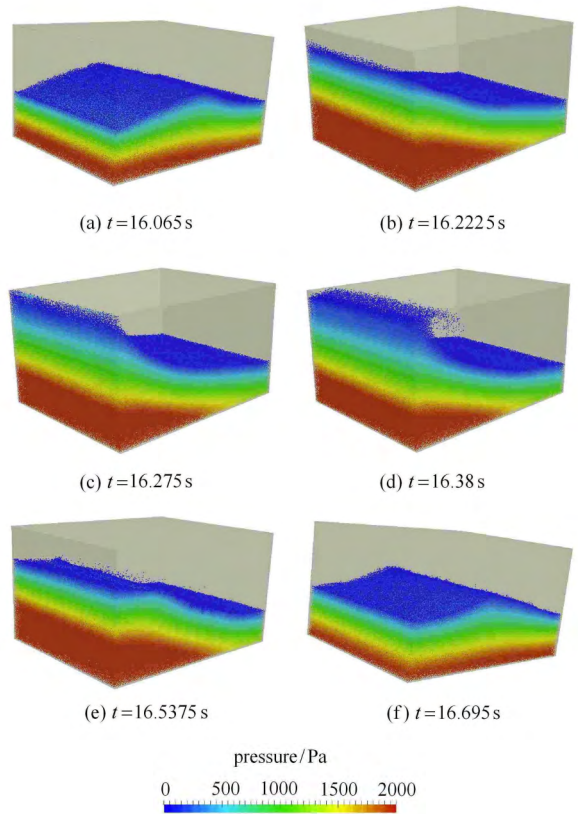 (a) t=16.065 s
(b) t=16.2225 s
(c) t=16.275 s
(d) t=16.38 s
(e) t=16.5375 s
(f) t=16.695 s
pressure/Pa
0 500 1000 1500 2000